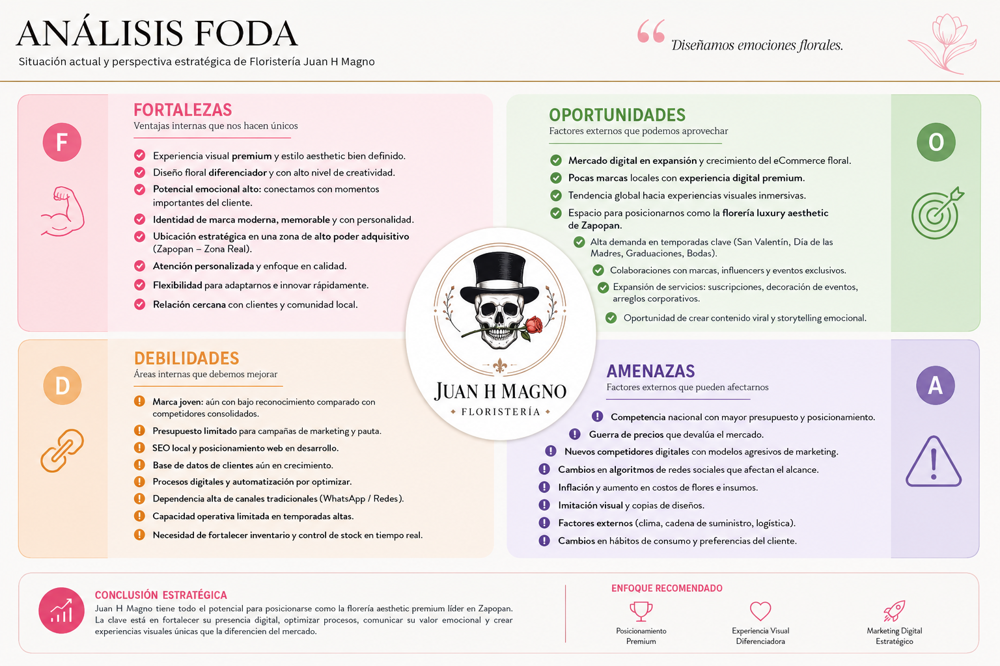 ANÁLISIS FODA
Situación actual y perspectiva estratégica de Floristería Juan H Magno
“ Diseñamos emociones florales.
F
FORTALEZAS
Ventajas internas que nos hacen únicos
Experiencia visual premium y estilo aesthetic bien definido.
Diseño floral diferenciador y con alto nivel de creatividad.
Potencial emocional alto: conectamos con momentos
importantes del cliente.
Identidad de marca moderna, memorable y con personalidad.
Ubicación estratégica en una zona de alto poder adquisitivo
(Zapopan – Zona Real).
Atención personalizada y enfoque en calidad.
Flexibilidad para adaptarnos e innovar rápidamente.
Relación cercana con clientes y comunidad local.
OPORTUNIDADES
Factores externos que podemos aprovechar
Mercado digital en expansión y crecimiento del eCommerce floral.
Pocas marcas locales con experiencia digital premium.
Tendencia global hacia experiencias visuales inmersivas.
Espacio para posicionarnos como la florería luxury aesthetic
de Zapopan.
Alta demanda en temporadas clave (San Valentín, Día de las
Madres, Graduaciones, Bodas).
Colaboraciones con marcas, influencers y eventos exclusivos.
Expansión de servicios: suscripciones, decoración de eventos,
arreglos corporativos.
Oportunidad de crear contenido viral y storytelling emocional.
O
JUAN H MAGNO
FLORISTERÍA
D
DEBILIDADES
Áreas internas que debemos mejorar
Marca joven: aún con bajo reconocimiento comparado con
competidores consolidados.
Presupuesto limitado para campañas de marketing y pauta.
SEO local y posicionamiento web en desarrollo.
Base de datos de clientes aún en crecimiento.
Procesos digitales y automatización por optimizar.
Dependencia alta de canales tradicionales (WhatsApp / Redes).
Capacidad operativa limitada en temporadas altas.
Necesidad de fortalecer inventario y control de stock en tiempo real.
AMENAZAS
Factores externos que pueden afectarnos
Competencia nacional con mayor presupuesto y posicionamiento.
Guerra de precios que devalúa el mercado.
Nuevos competidores digitales con modelos agresivos de marketing.
Cambios en algoritmos de redes sociales que afectan el alcance.
Inflación y aumento en costos de flores e insumos.
Imitación visual y copias de diseños.
Factores externos (clima, cadena de suministro, logística).
Cambios en hábitos de consumo y preferencias del cliente.
A
CONCLUSIÓN ESTRATÉGICA
Juan H Magno tiene todo el potencial para posicionarse como la florería aesthetic premium líder en Zapopan.
La clave está en fortalecer su presencia digital, optimizar procesos, comunicar su valor emocional y crear
experiencias visuales únicas que la diferencien del mercado.
ENFOQUE RECOMENDADO
Posicionamiento
Premium
Experiencia Visual
Diferenciadora
Marketing Digital
Estratégico